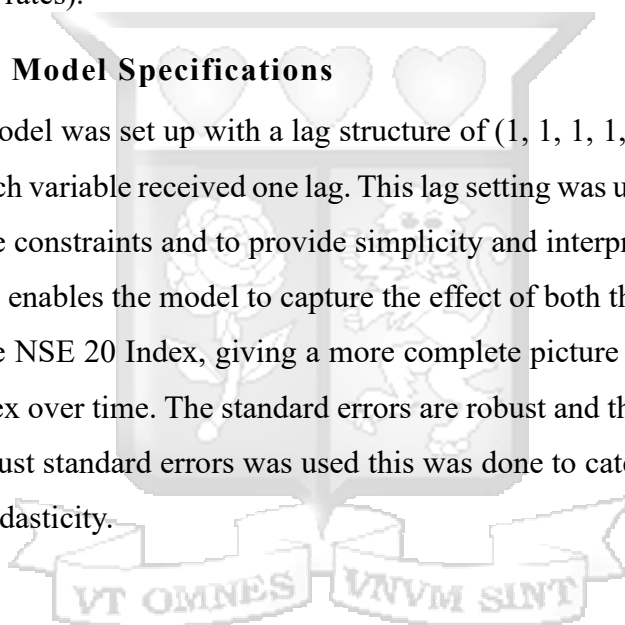 rates).
Model Specifications
odel was set up with a lag structure of (1, 1, 1, 1,
ch variable received one lag. This lag setting was u
e constraints and to provide simplicity and interpr
enables the model to capture the effect of both th
e NSE 20 Index, giving a more complete picture
ex over time. The standard errors are robust and th
ust standard errors was used this was done to cate
dasticity.
VT OMNES VNVM SINT